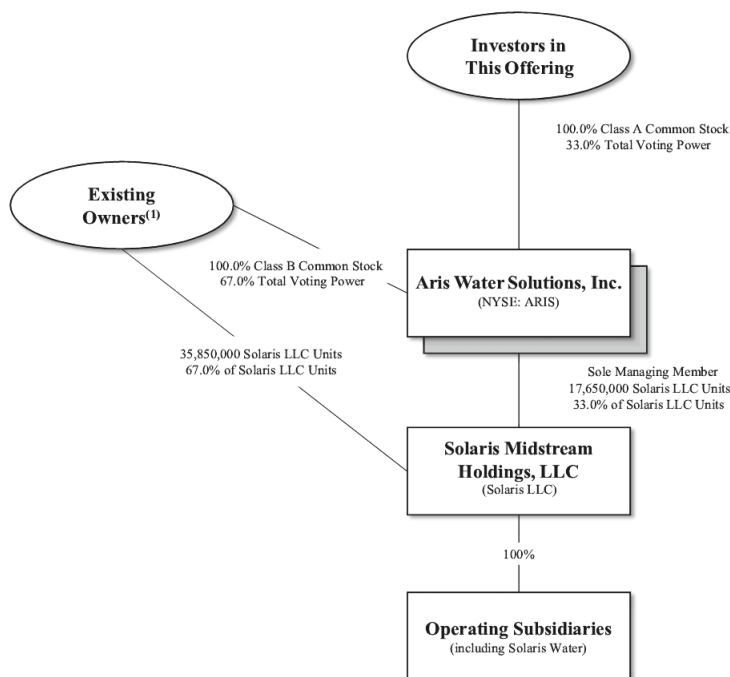 Investors in
This Offering
100.0% Class A Common Stock
33.0% Total Voting Power
Existing
Owners(1)
100.0% Class B Common Stock
67.0% Total Voting Power
Aris Water Solutions, Inc.
(NYSE: ARIS)
35,850,000 Solaris LLC Units
67.0% of Solaris LLC Units
Sole Managing Member
17,650,000 Solaris LLC Units
33.0% of Solaris LLC Units
Solaris Midstream
Holdings, LLC
(Solaris LLC)
100%
Operating Subsidiaries
(including Solaris Water)